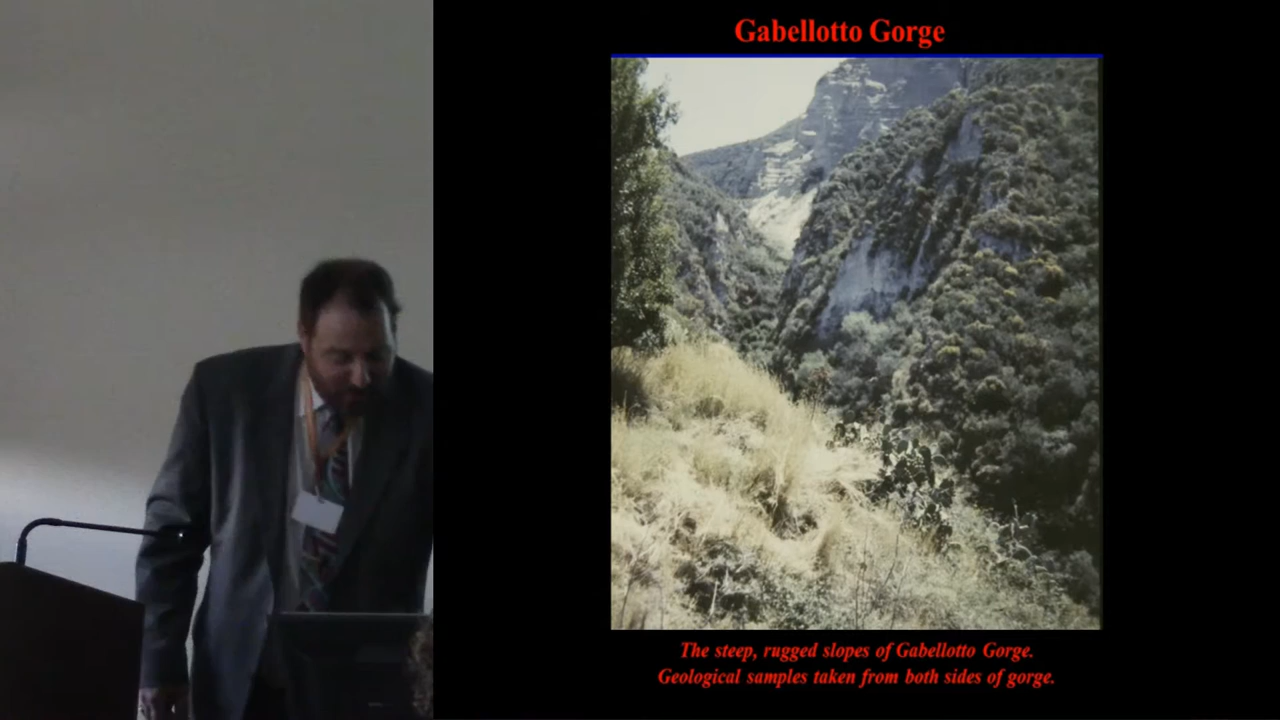 Gabellotto Gorge
The steep, rugged slopes of Gabellotto Gorge.
Geological samples taken from both sides of gorge.